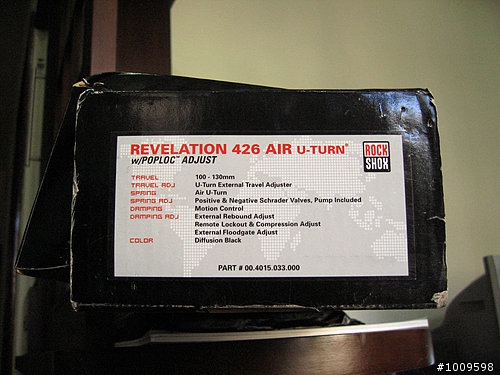 REVELATION 426 AIR U-TURN®
w/POPLOC™ ADJUST
ROCK
SHOX
TRAVEL 100 - 130mm
TRAVEL ADJ U-Turn External Travel Adjuster
SPRING Air U-Turn
SPRING ADJ Positive & Negative Schrader Valves, Pump Included
DAMPING Motion Control
DAMPING ADJ External Rebound Adjust
Remote Lockout & Compression Adjust
External Floodgate Adjust
COLOR Diffusion Black
PART # 00.4015.033.000
#1009598